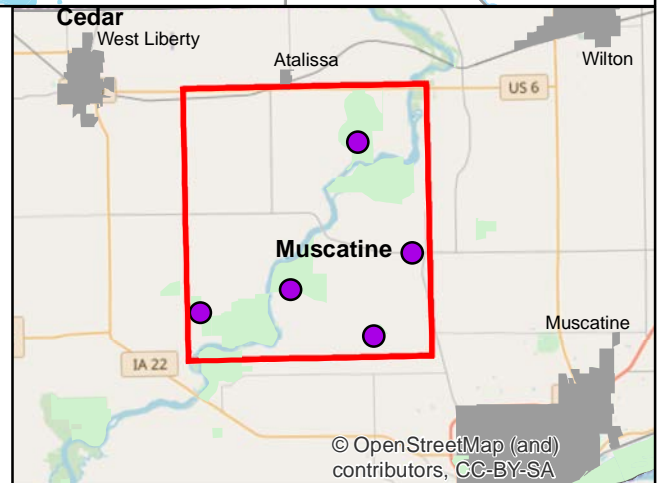 Cedar
West Liberty
Atalissa
Wilton
US 6
Muscatine
Muscatine
IA 22
© OpenStreetMap (and)
contributors, CC-BY-SA